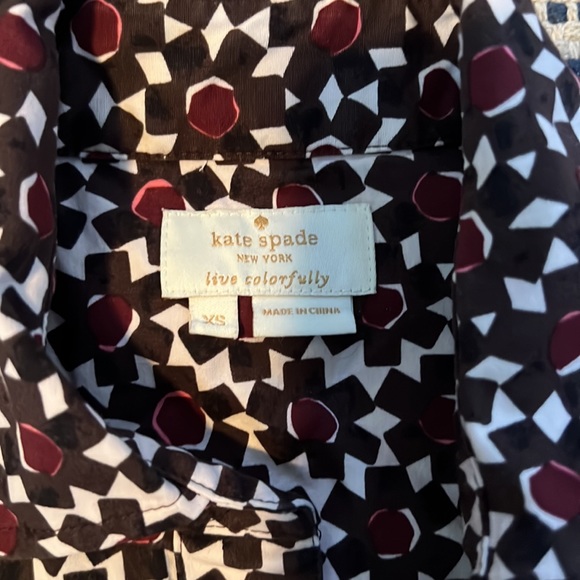 kate spade
NEW YORK
live colorfully
XS
MADE IN CHINA